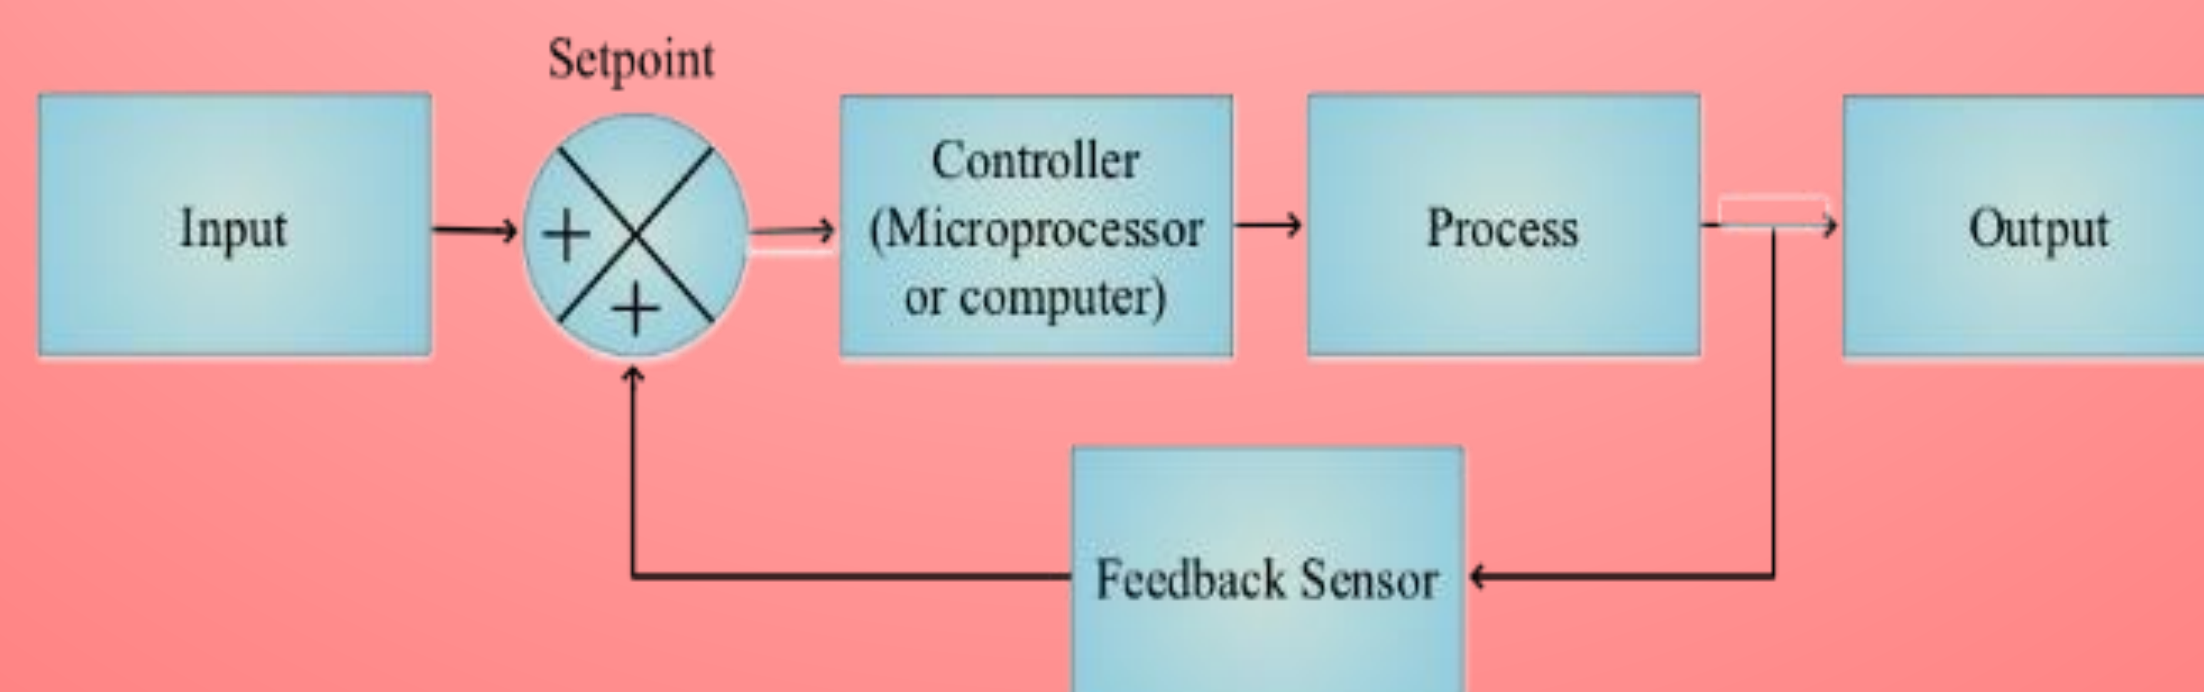 Setpoint
Input
+
+
Controller
(Microprocessor
or computer)
Process
Output
Feedback Sensor